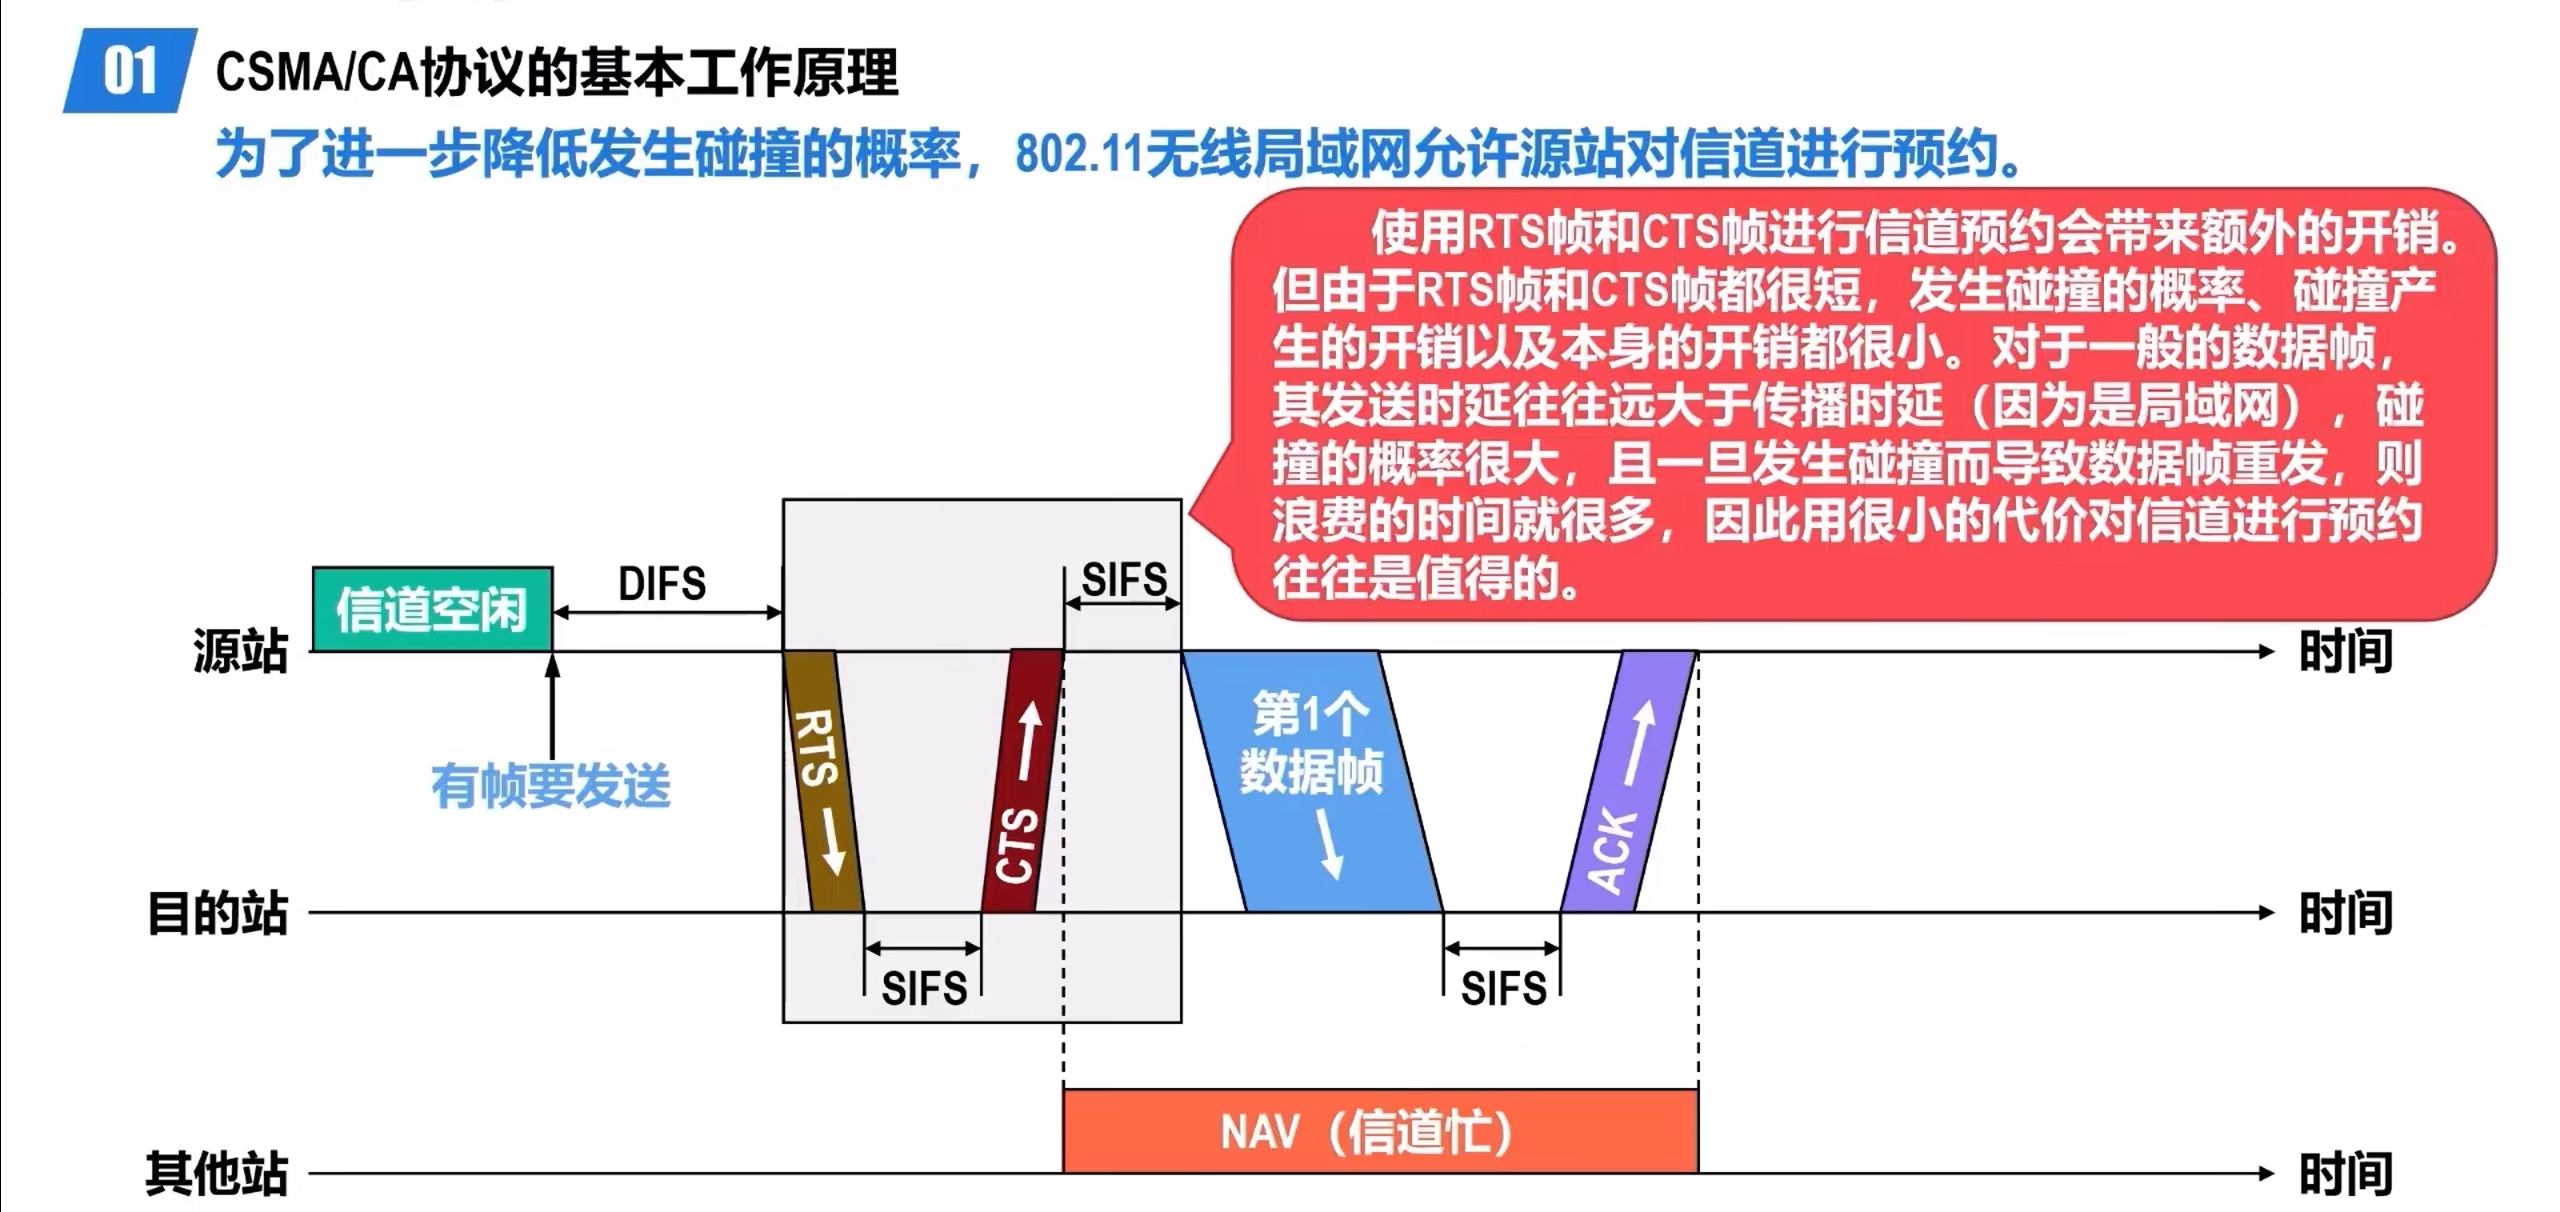 01
CSMA/CA协议的基本工作原理
为了进一步降低发生碰撞的概率，802.11无线局域网允许源站对信道进行预约。
使用RTS帧和CTS帧进行信道预约会带来额外的开销。
但由于RTS帧和CTS帧都很短，发生碰撞的概率、碰撞产
生的开销以及本身的开销都很小。对于一般的数据帧，
其发送时延往往远大于传播时延（因为是局域网），碰
撞的概率很大，且一旦发生碰撞而导致数据帧重发，则
浪费的时间就很多，因此用很小的代价对信道进行预约
往往是值得的。
信道空闲
DIFS
SIFS
源站
时间
有帧要发送
RTS
CTS
第1个
数据帧
ACK
目的站
时间
SIFS
SIFS
NAV（信道忙）
其他站
时间